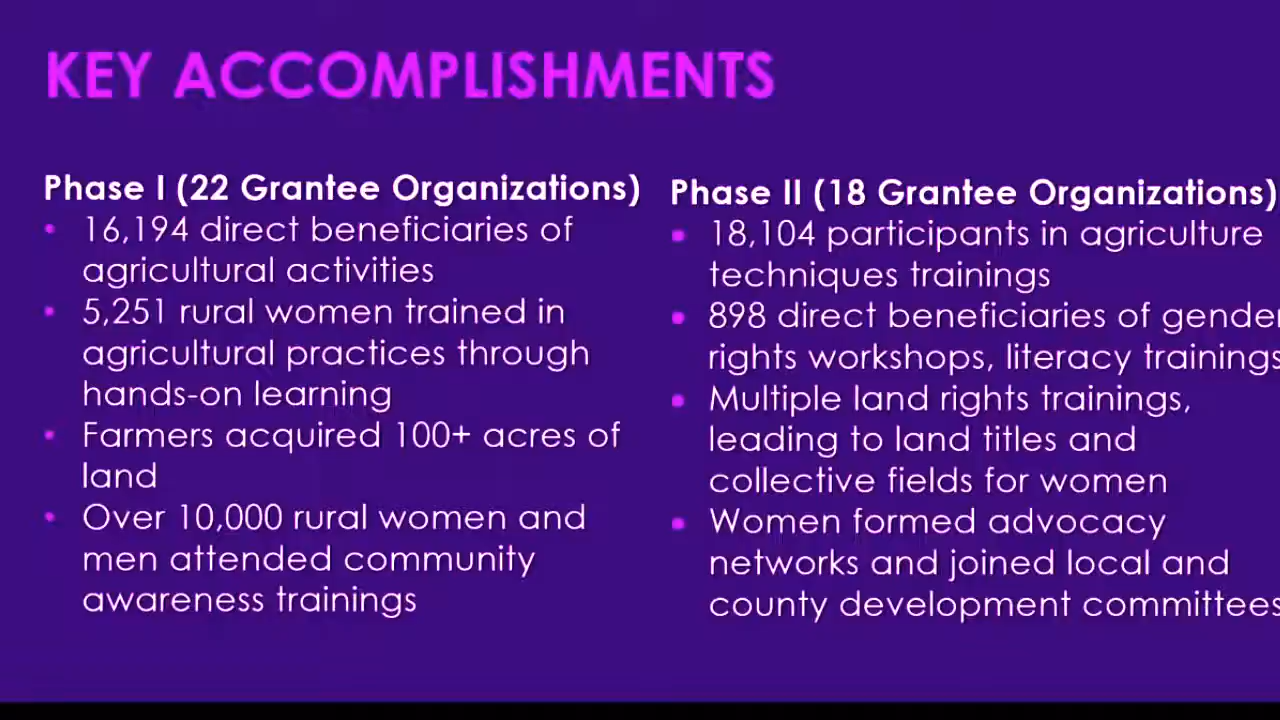 KEY ACCOMPLISHMENTS
Phase I (22 Grantee Organizations)
• 16,194 direct beneficiaries of
agricultural activities
• 5,251 rural women trained in
agricultural practices through
hands-on learning
• Farmers acquired 100+ acres of
land
• Over 10,000 rural women and
men attended community
awareness trainings
Phase II (18 Grantee Organizations)
▪ 18,104 participants in agriculture
techniques trainings
▪ 898 direct beneficiaries of gender
rights workshops, literacy trainings
▪ Multiple land rights trainings,
leading to land titles and
collective fields for women
▪ Women formed advocacy
networks and joined local and
county development committees